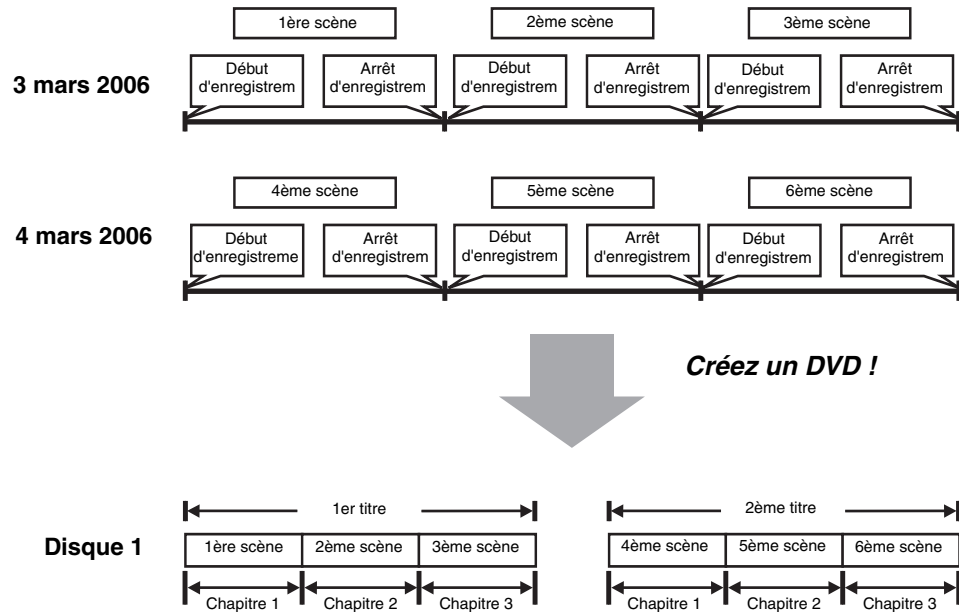 1ère scène
2ème scène
3ème scène
3 mars 2006
Début
d'enregistrem
Arrêt
d'enregistrem
Début
d'enregistrem
Arrêt
d'enregistrem
Début
d'enregistrem
Arrêt
d'enregistrem
4ème scène
5ème scène
6ème scène
4 mars 2006
Début
d'enregistreme
Arrêt
d'enregistrem
Début
d'enregistrem
Arrêt
d'enregistrem
Début
d'enregistrem
Arrêt
d'enregistrem
Créez un DVD !
1er titre
2ème titre
Disque 1
1ère scène
2ème scène
3ème scène
4ème scène
5ème scène
6ème scène
Chapitre 1
Chapitre 2
Chapitre 3
Chapitre 1
Chapitre 2
Chapitre 3